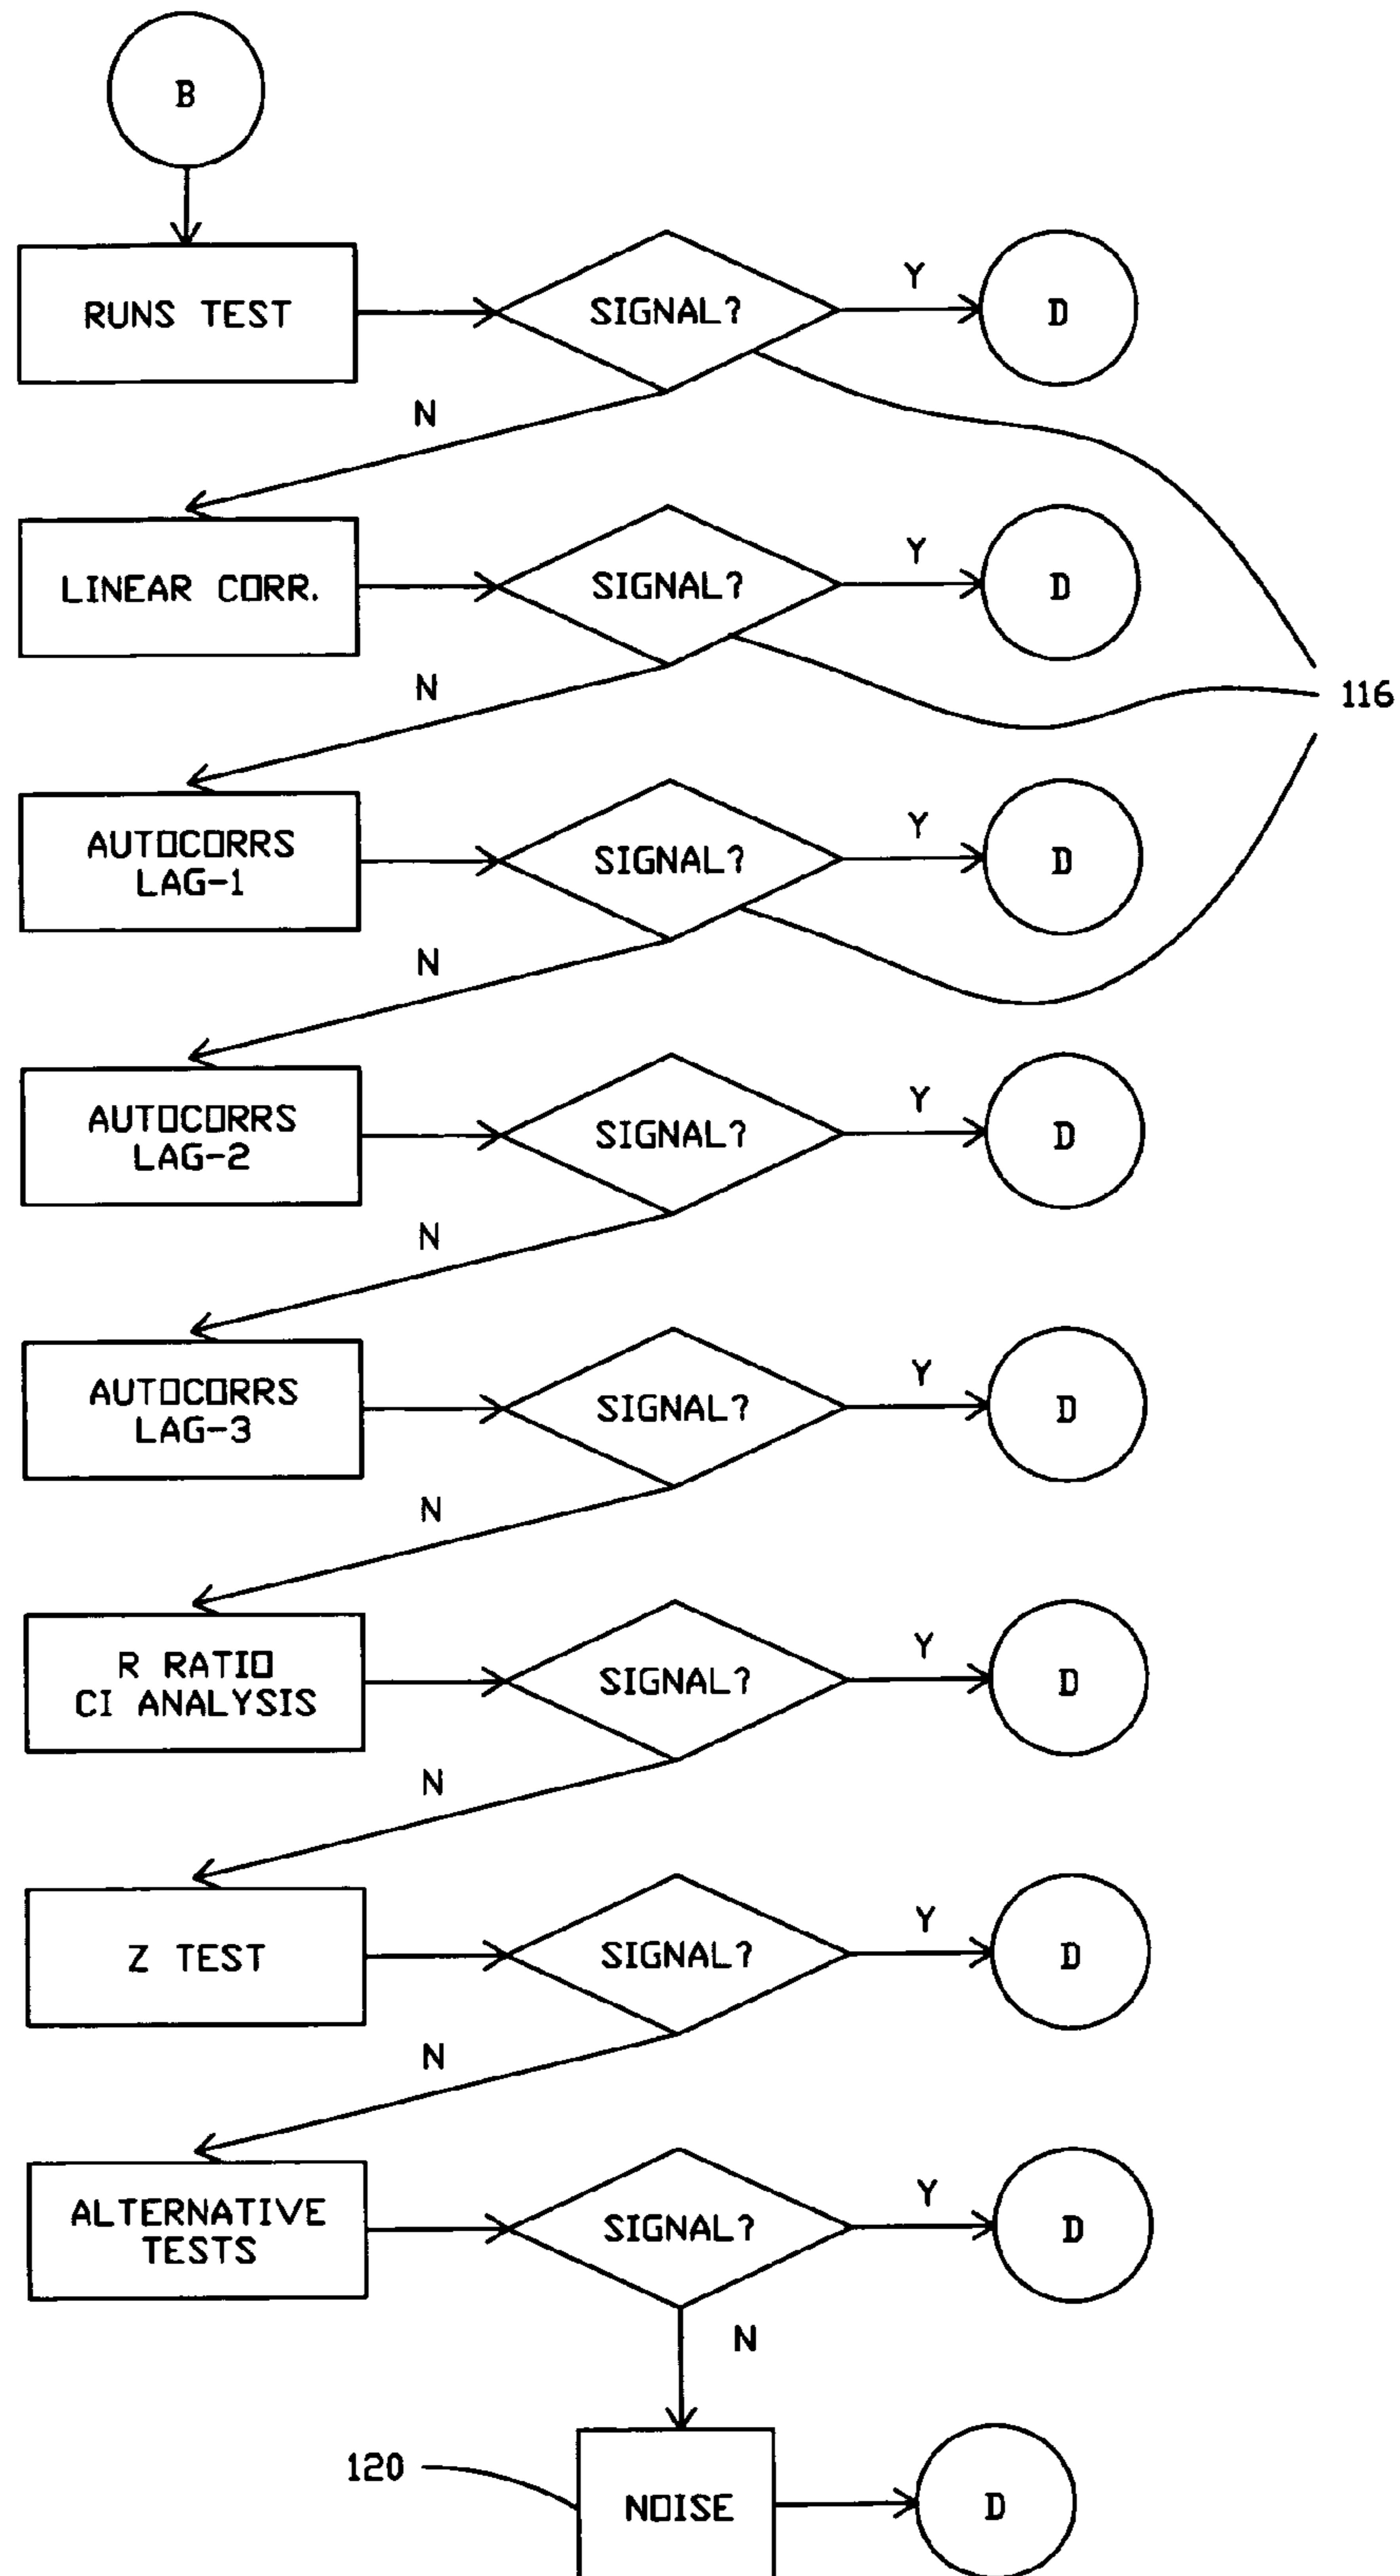 B
RUNS TEST
SIGNAL?
Y
D
N
LINEAR CORR.
SIGNAL?
Y
D
N
116
AUTOCORRS
LAG-1
SIGNAL?
Y
D
N
AUTOCORRS
LAG-2
SIGNAL?
Y
D
N
AUTOCORRS
LAG-3
SIGNAL?
Y
D
N
R RATIO
CI ANALYSIS
SIGNAL?
Y
D
N
Z TEST
SIGNAL?
Y
D
N
ALTERNATIVE
TESTS
SIGNAL?
Y
D
N
120
NOISE
D